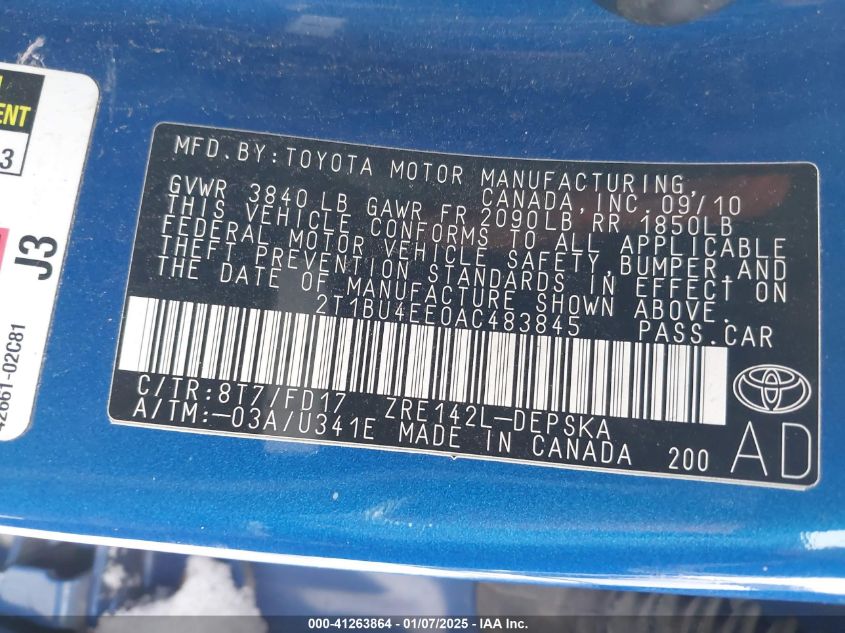 ENT
3
J3
42661-02C81
MFD.BY:TOYOTA MOTOR MANUFACTURING,
CANADA, INC. 09/10
GVWR 3840 LB GAWR FR 2090LB, RR 1850LB
THIS VEHICLE CONFORMS TO ALL APPLICABLE
FEDERAL MOTOR VEHICLE SAFETY, BUMPER, AND
THEFT PREVENTION STANDARDS IN EFFECT ON
THE DATE OF MANUFACTURE SHOWN ABOVE.
2T1BU4EE0AC483845 PASS.CAR
C/TR:8T7/FD17 ZRE142L-DEPSKA
A/TM:-03A/U341E MADE IN CANADA 200 AD
000-41263864 - 01/07/2025 - IAAI.com